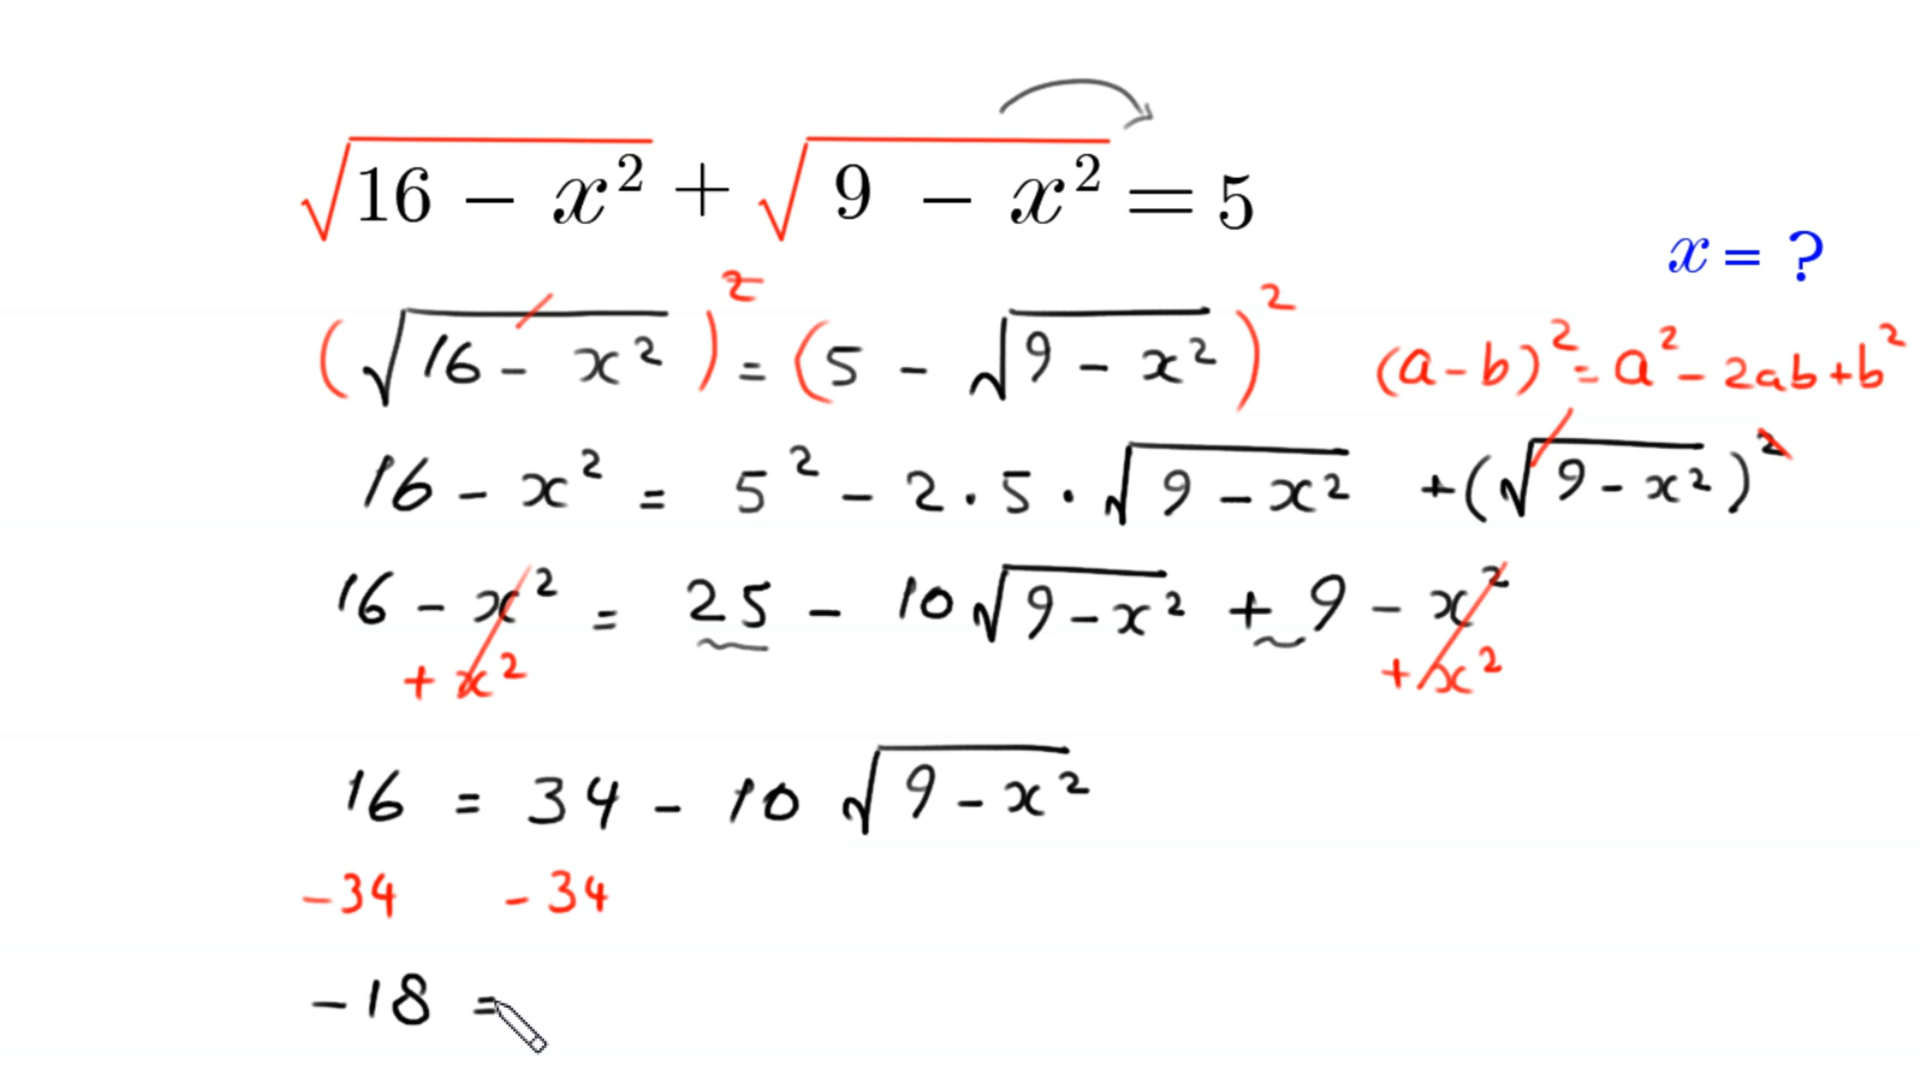 √(16 − x²) + √(9 − x²) = 5
x = ?
(√(16 − x²))² = (5 − √(9 − x²))²
(a − b)² = a² − 2ab + b²
16 − x² = 5² − 2 · 5 · √(9 − x²) + (√(9 − x²))²
16 − x² = 25 − 10√(9 − x²) + 9 − x²
+ x² + x²
16 = 34 − 10 √(9 − x²)
−34 −34
−18 =